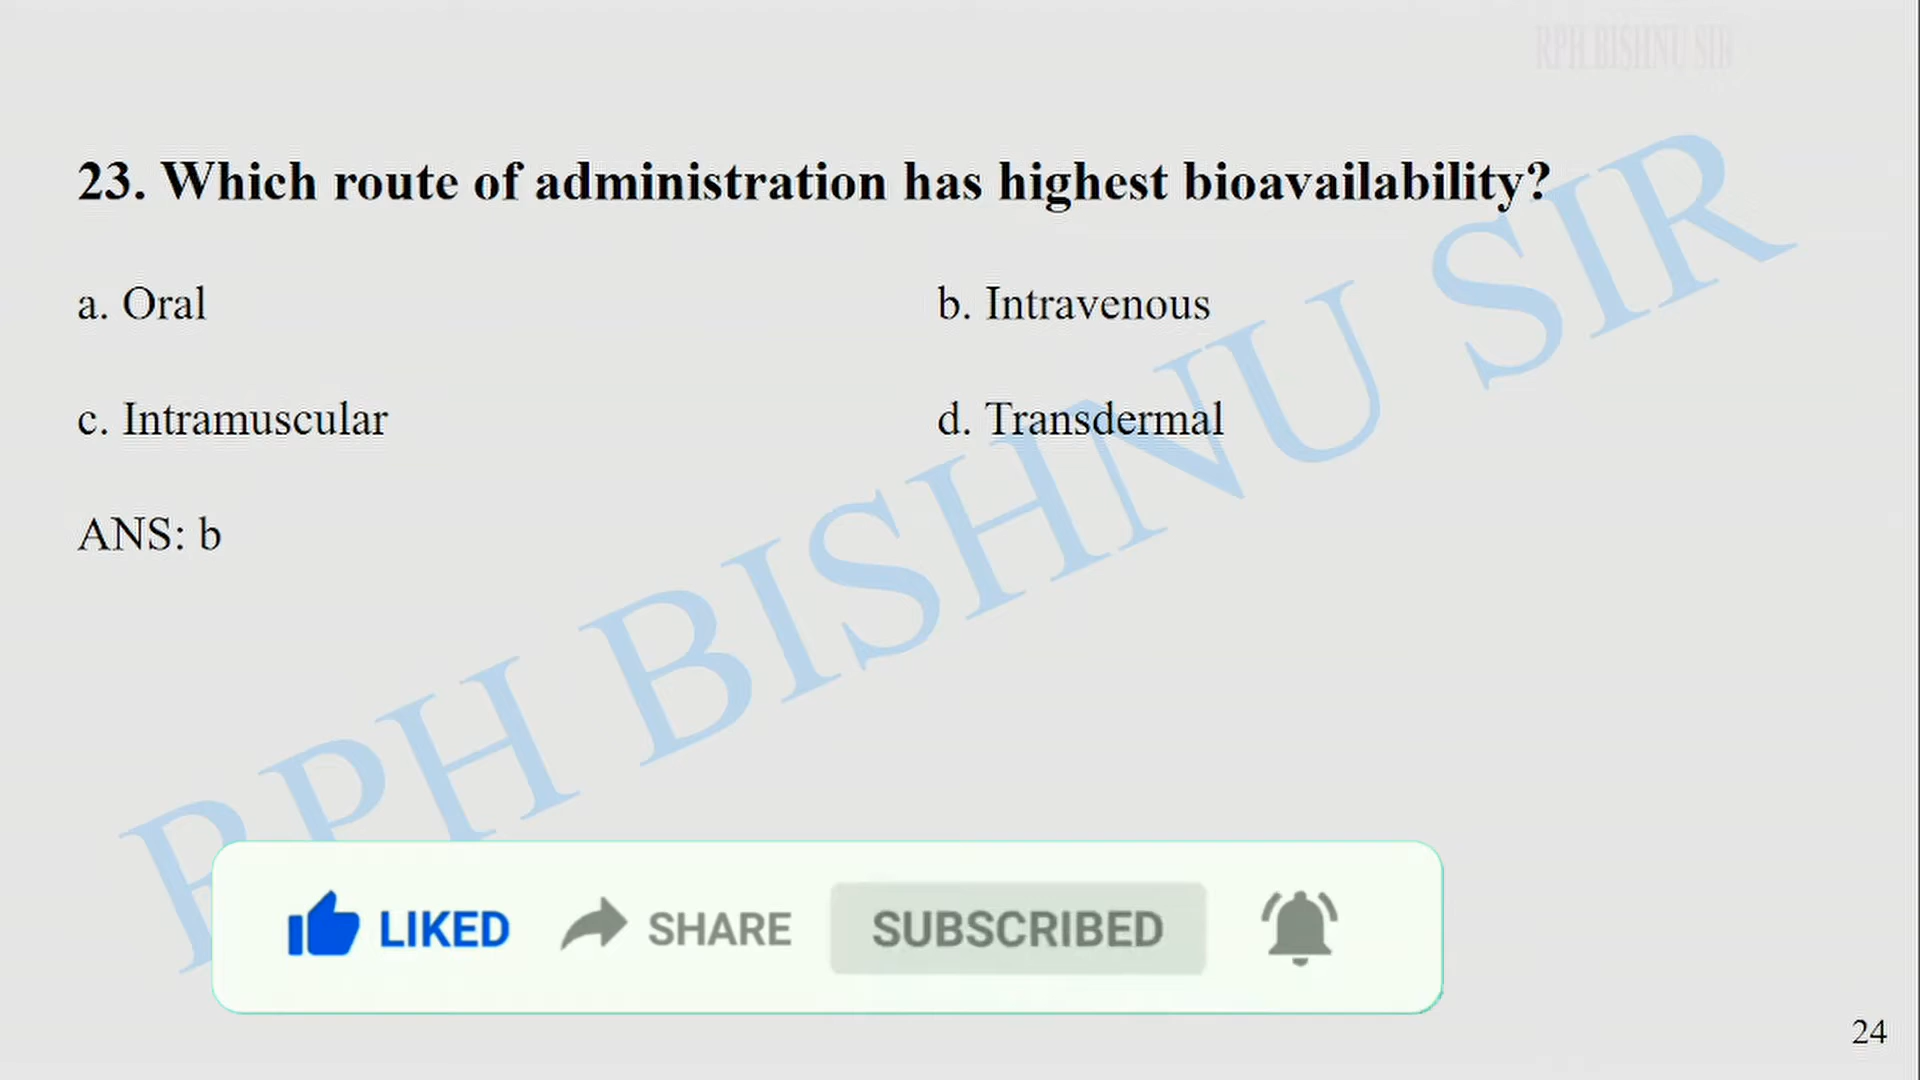 RPH BISHNU SIR
23. Which route of administration has highest bioavailability?
a. Oral
b. Intravenous
c. Intramuscular
d. Transdermal
ANS: b
RPH BISHNU SIR
LIKED
SHARE
SUBSCRIBED
24